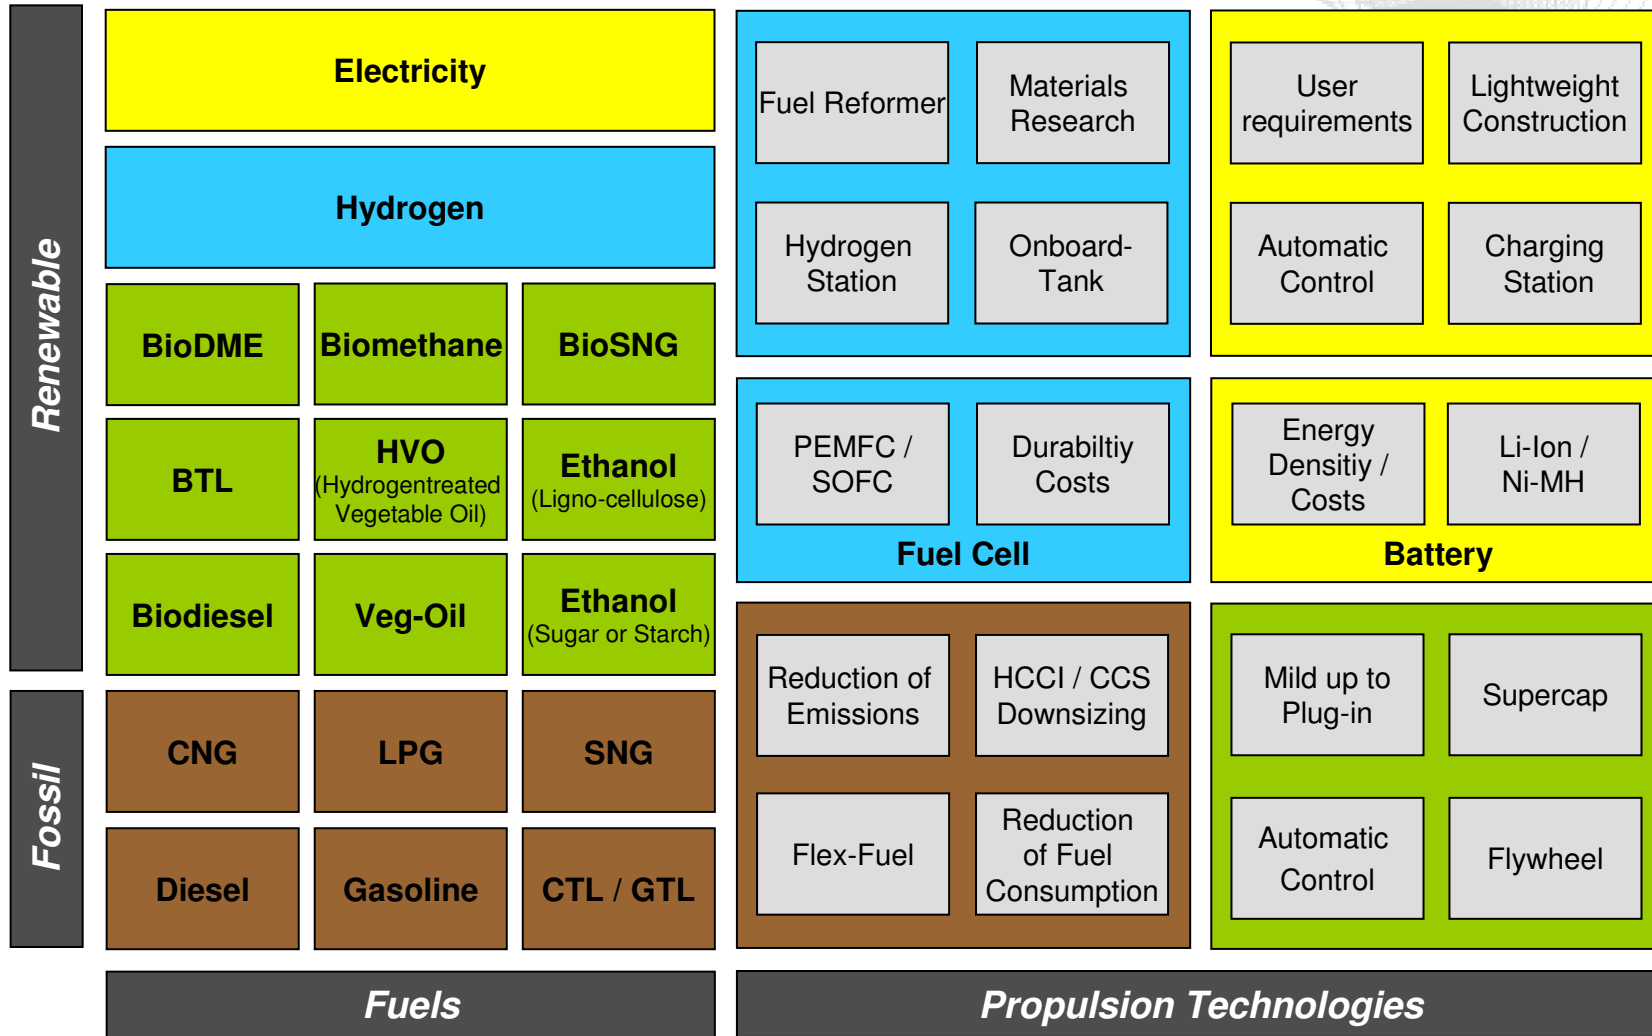 Renewable
Fossil
Electricity
Hydrogen
BioDME
Biomethane
BioSNG
BTL
HVO
(Hydrogentreated
Vegetable Oil)
Ethanol
(Ligno-cellulose)
Biodiesel
Veg-Oil
Ethanol
(Sugar or Starch)
CNG
LPG
SNG
Diesel
Gasoline
CTL / GTL
Fuels
Fuel Reformer
Materials
Research
Hydrogen
Station
Onboard-
Tank
PEMFC /
SOFC
Durabiltiy
Costs
Fuel Cell
Reduction of
Emissions
HCCI / CCS
Downsizing
Flex-Fuel
Reduction
of Fuel
Consumption
User
requirements
Lightweight
Construction
Automatic
Control
Charging
Station
Energy
Densitiy /
Costs
Li-Ion /
Ni-MH
Battery
Mild up to
Plug-in
Supercap
Automatic
Control
Flywheel
Propulsion Technologies